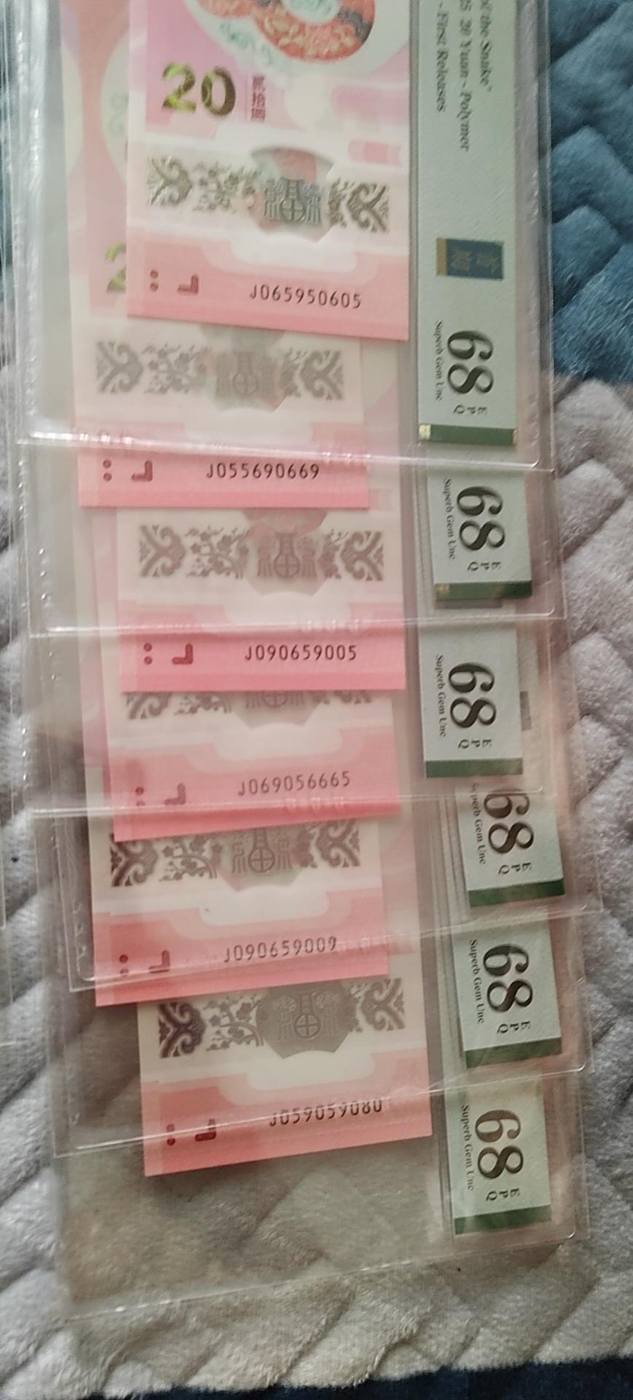 of the Snake"
20 Yuan - Polymer
- First Releases
20
贰拾圆
J065950605
68 EPQ
Superb Gem Unc
J055690669
68 EPQ
Superb Gem Unc
J090659005
68 EPQ
Superb Gem Unc
J069056665
68 EPQ
Superb Gem Unc
J090659009
68 EPQ
Superb Gem Unc
J059059080
68 EPQ
Superb Gem Unc